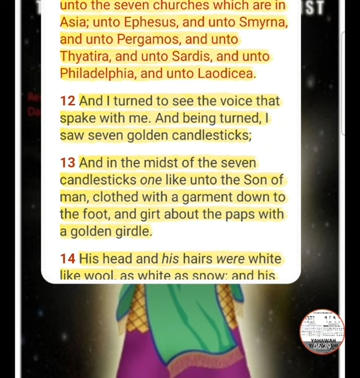 T
IST
unto the seven churches which are in
Asia; unto Ephesus, and unto Smyrna,
and unto Pergamos, and unto
Thyatira, and unto Sardis, and unto
Philadelphia, and unto Laodicea.
12 And I turned to see the voice that
spake with me. And being turned, I
saw seven golden candlesticks;
13 And in the midst of the seven
candlesticks one like unto the Son of
man, clothed with a garment down to
the foot, and girt about the paps with
a golden girdle.
14 His head and his hairs were white
like wool, as white as snow; and his
YAHAWAH